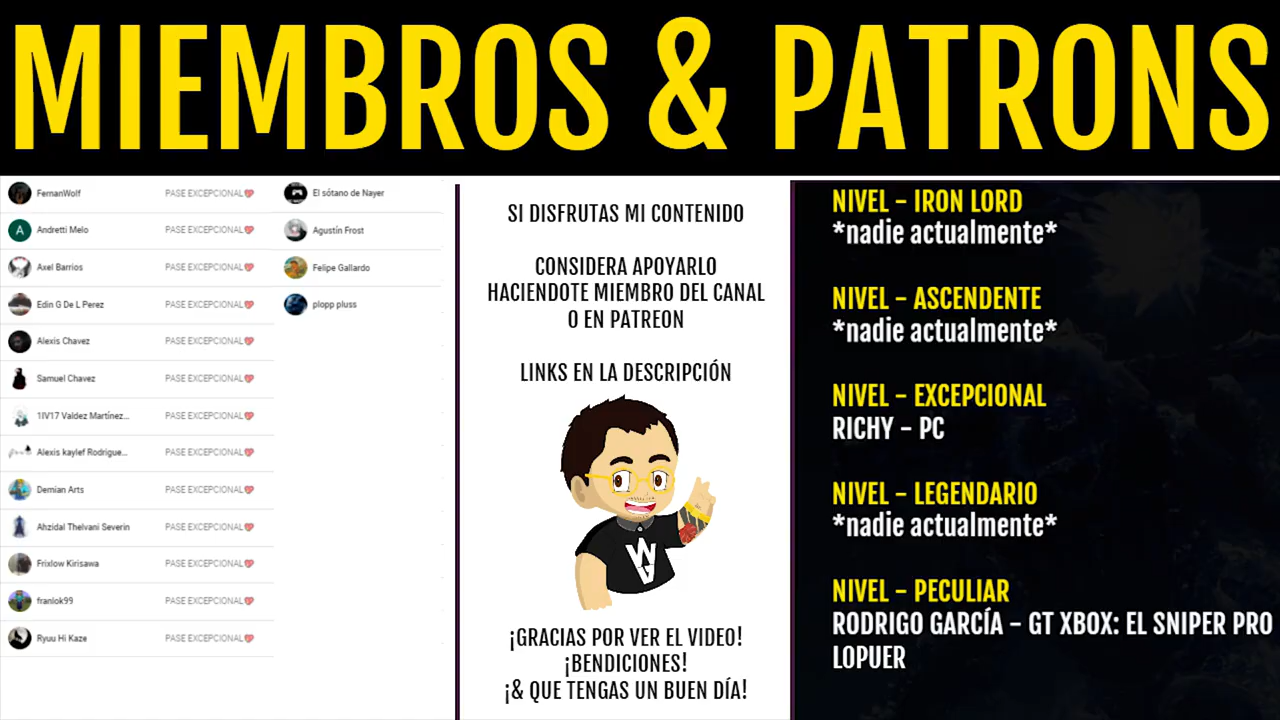 MIEMBROS & PATRONS
FernanWolf PASE EXCEPCIONAL
A Andretti Melo PASE EXCEPCIONAL
Axel Barrios PASE EXCEPCIONAL
Edin G De L Perez PASE EXCEPCIONAL
Alexis Chavez PASE EXCEPCIONAL
Samuel Chavez PASE EXCEPCIONAL
1IV17 Valdez Martínez... PASE EXCEPCIONAL
Alexis kaylef Rodrigue... PASE EXCEPCIONAL
Demian Arts PASE EXCEPCIONAL
Ahzidal Thelvani Severin PASE EXCEPCIONAL
Frixlow Kirisawa PASE EXCEPCIONAL
franlok99 PASE EXCEPCIONAL
Ryuu Hi Kaze PASE EXCEPCIONAL
El sótano de Nayer
Agustín Frost
Felipe Gallardo
plopp pluss
SI DISFRUTAS MI CONTENIDO
CONSIDERA APOYARLO
HACIENDOTE MIEMBRO DEL CANAL
O EN PATREON
LINKS EN LA DESCRIPCIÓN
¡GRACIAS POR VER EL VIDEO!
¡BENDICIONES!
¡& QUE TENGAS UN BUEN DÍA!
NIVEL - IRON LORD
*nadie actualmente*
NIVEL - ASCENDENTE
*nadie actualmente*
NIVEL - EXCEPCIONAL
RICHY - PC
NIVEL - LEGENDARIO
*nadie actualmente*
NIVEL - PECULIAR
RODRIGO GARCÍA - GT XBOX: EL SNIPER PRO
LOPUER